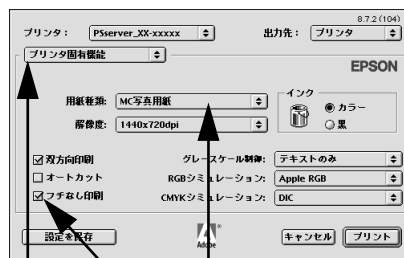 8.7.2 (104)
プリンタ： PSserver_XX-xxxxx 出力先： プリンタ
プリンタ固有機能
EPSON
用紙種類: MC写真用紙
解像度: 1440x720dpi
インク
カラー
黒
双方向印刷 グレースケール制御: テキストのみ
オートカット RGBシミュレーション: Apple RGB
フチなし印刷 CMYKシミュレーション: DIC
設定を保存 Adobe ® キャンセル プリント